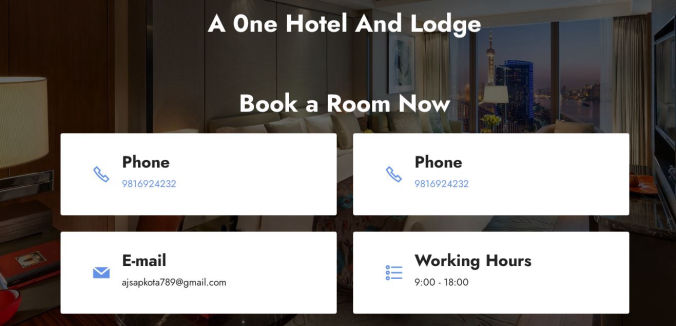 A 0ne Hotel And Lodge
Book a Room Now
Phone
9816924232
Phone
9816924232
E-mail
ajsapkota789@gmail.com
Working Hours
9:00 - 18:00